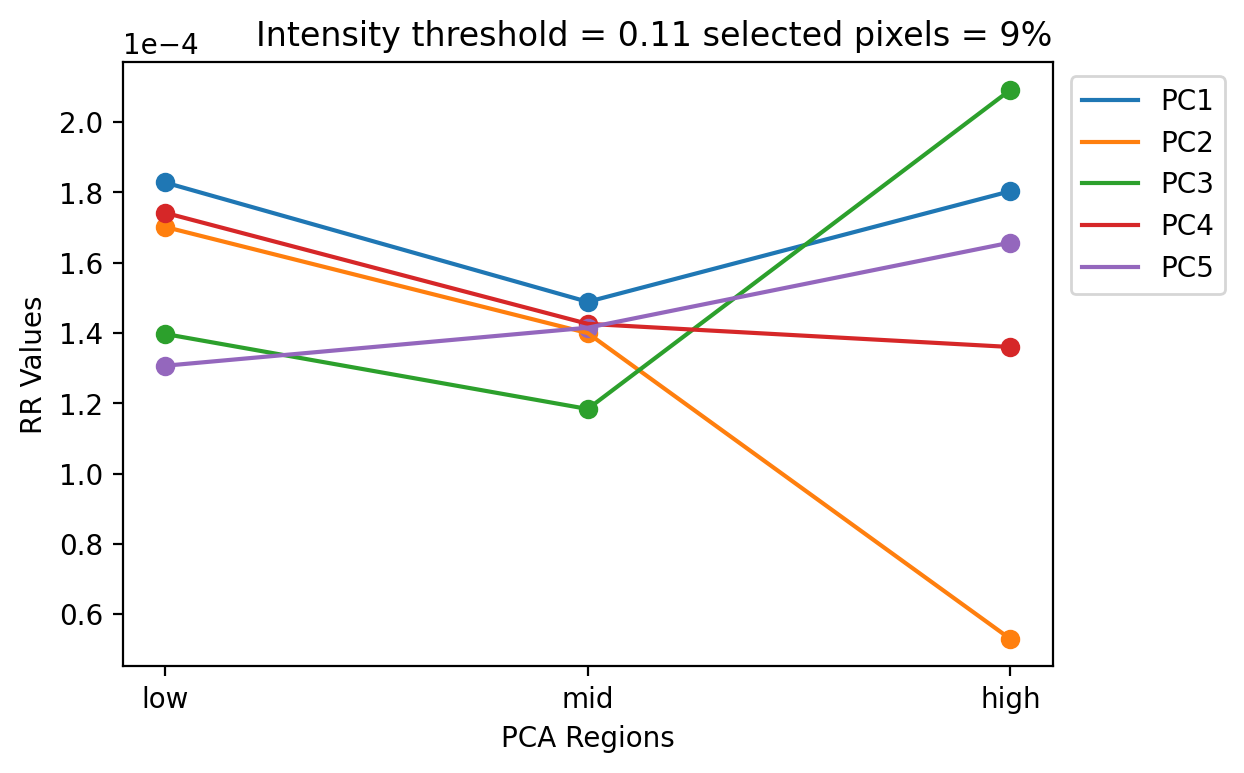 Intensity threshold = 0.11 selected pixels = 9%
1e−4
2.0
1.8
1.6
1.4
1.2
1.0
0.8
0.6
RR Values
low
mid
high
PCA Regions
PC1
PC2
PC3
PC4
PC5